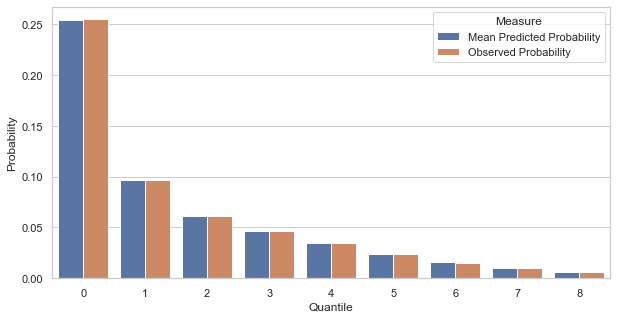 Measure
Mean Predicted Probability
Observed Probability
0.25
0.20
0.15
0.10
0.05
0.00
Probability
0 1 2 3 4 5 6 7 8
Quantile